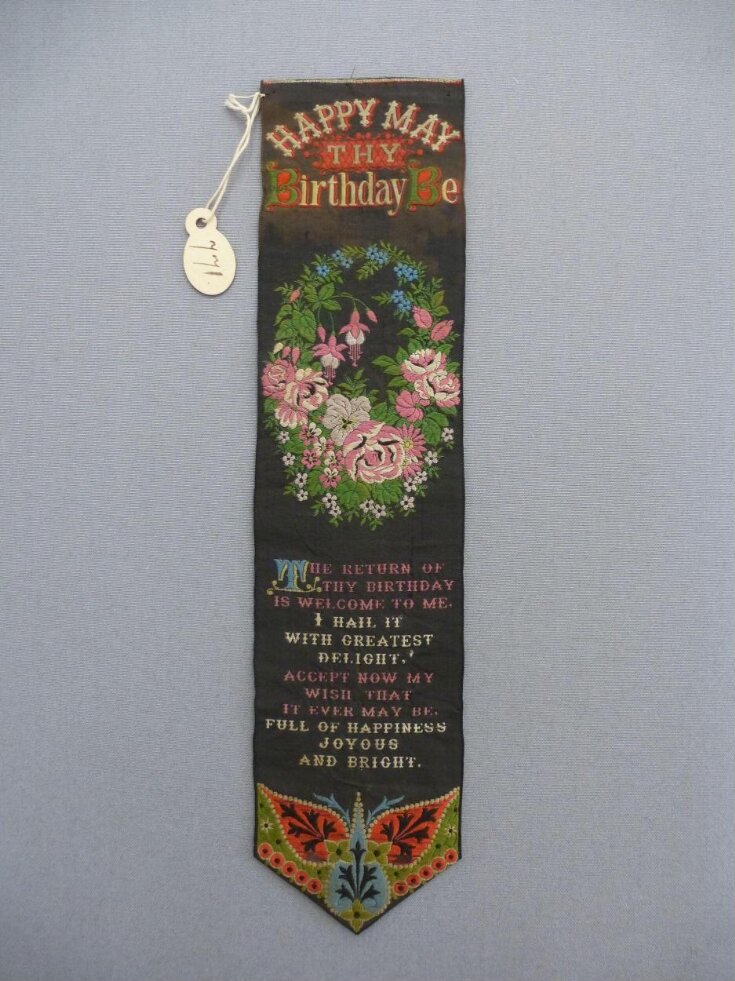 HAPPY MAY
THY
Birthday Be
THE RETURN OF
THY BIRTHDAY
IS WELCOME TO ME.
I HAIL IT
WITH GREATEST
DELIGHT,
ACCEPT NOW MY
WISH THAT
IT EVER MAY BE,
FULL OF HAPPINESS
JOYOUS
AND BRIGHT.